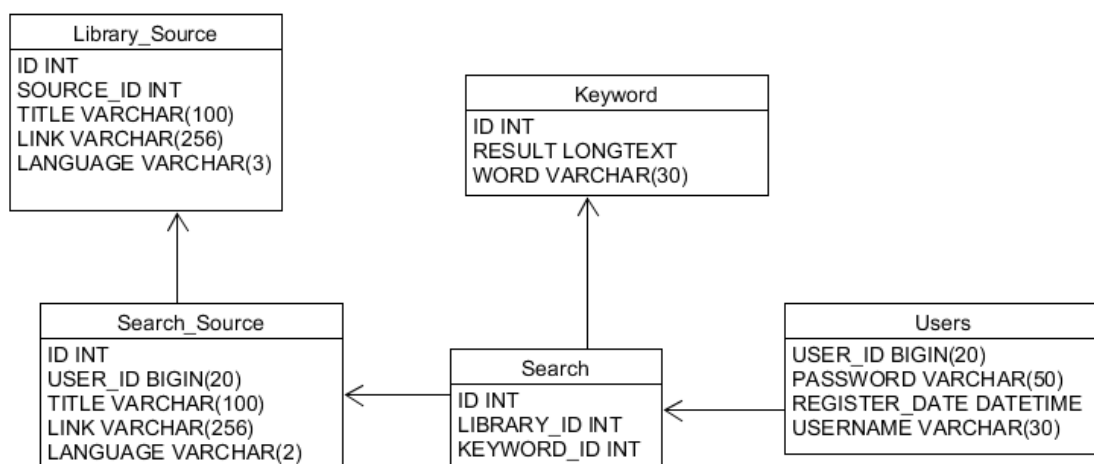 Library_Source
ID INT
SOURCE_ID INT
TITLE VARCHAR(100)
LINK VARCHAR(256)
LANGUAGE VARCHAR(3)
Keyword
ID INT
RESULT LONGTEXT
WORD VARCHAR(30)
Search_Source
ID INT
USER_ID BIGIN(20)
TITLE VARCHAR(100)
LINK VARCHAR(256)
LANGUAGE VARCHAR(2)
Search
ID INT
LIBRARY_ID INT
KEYWORD_ID INT
Users
USER_ID BIGIN(20)
PASSWORD VARCHAR(50)
REGISTER_DATE DATETIME
USERNAME VARCHAR(30)